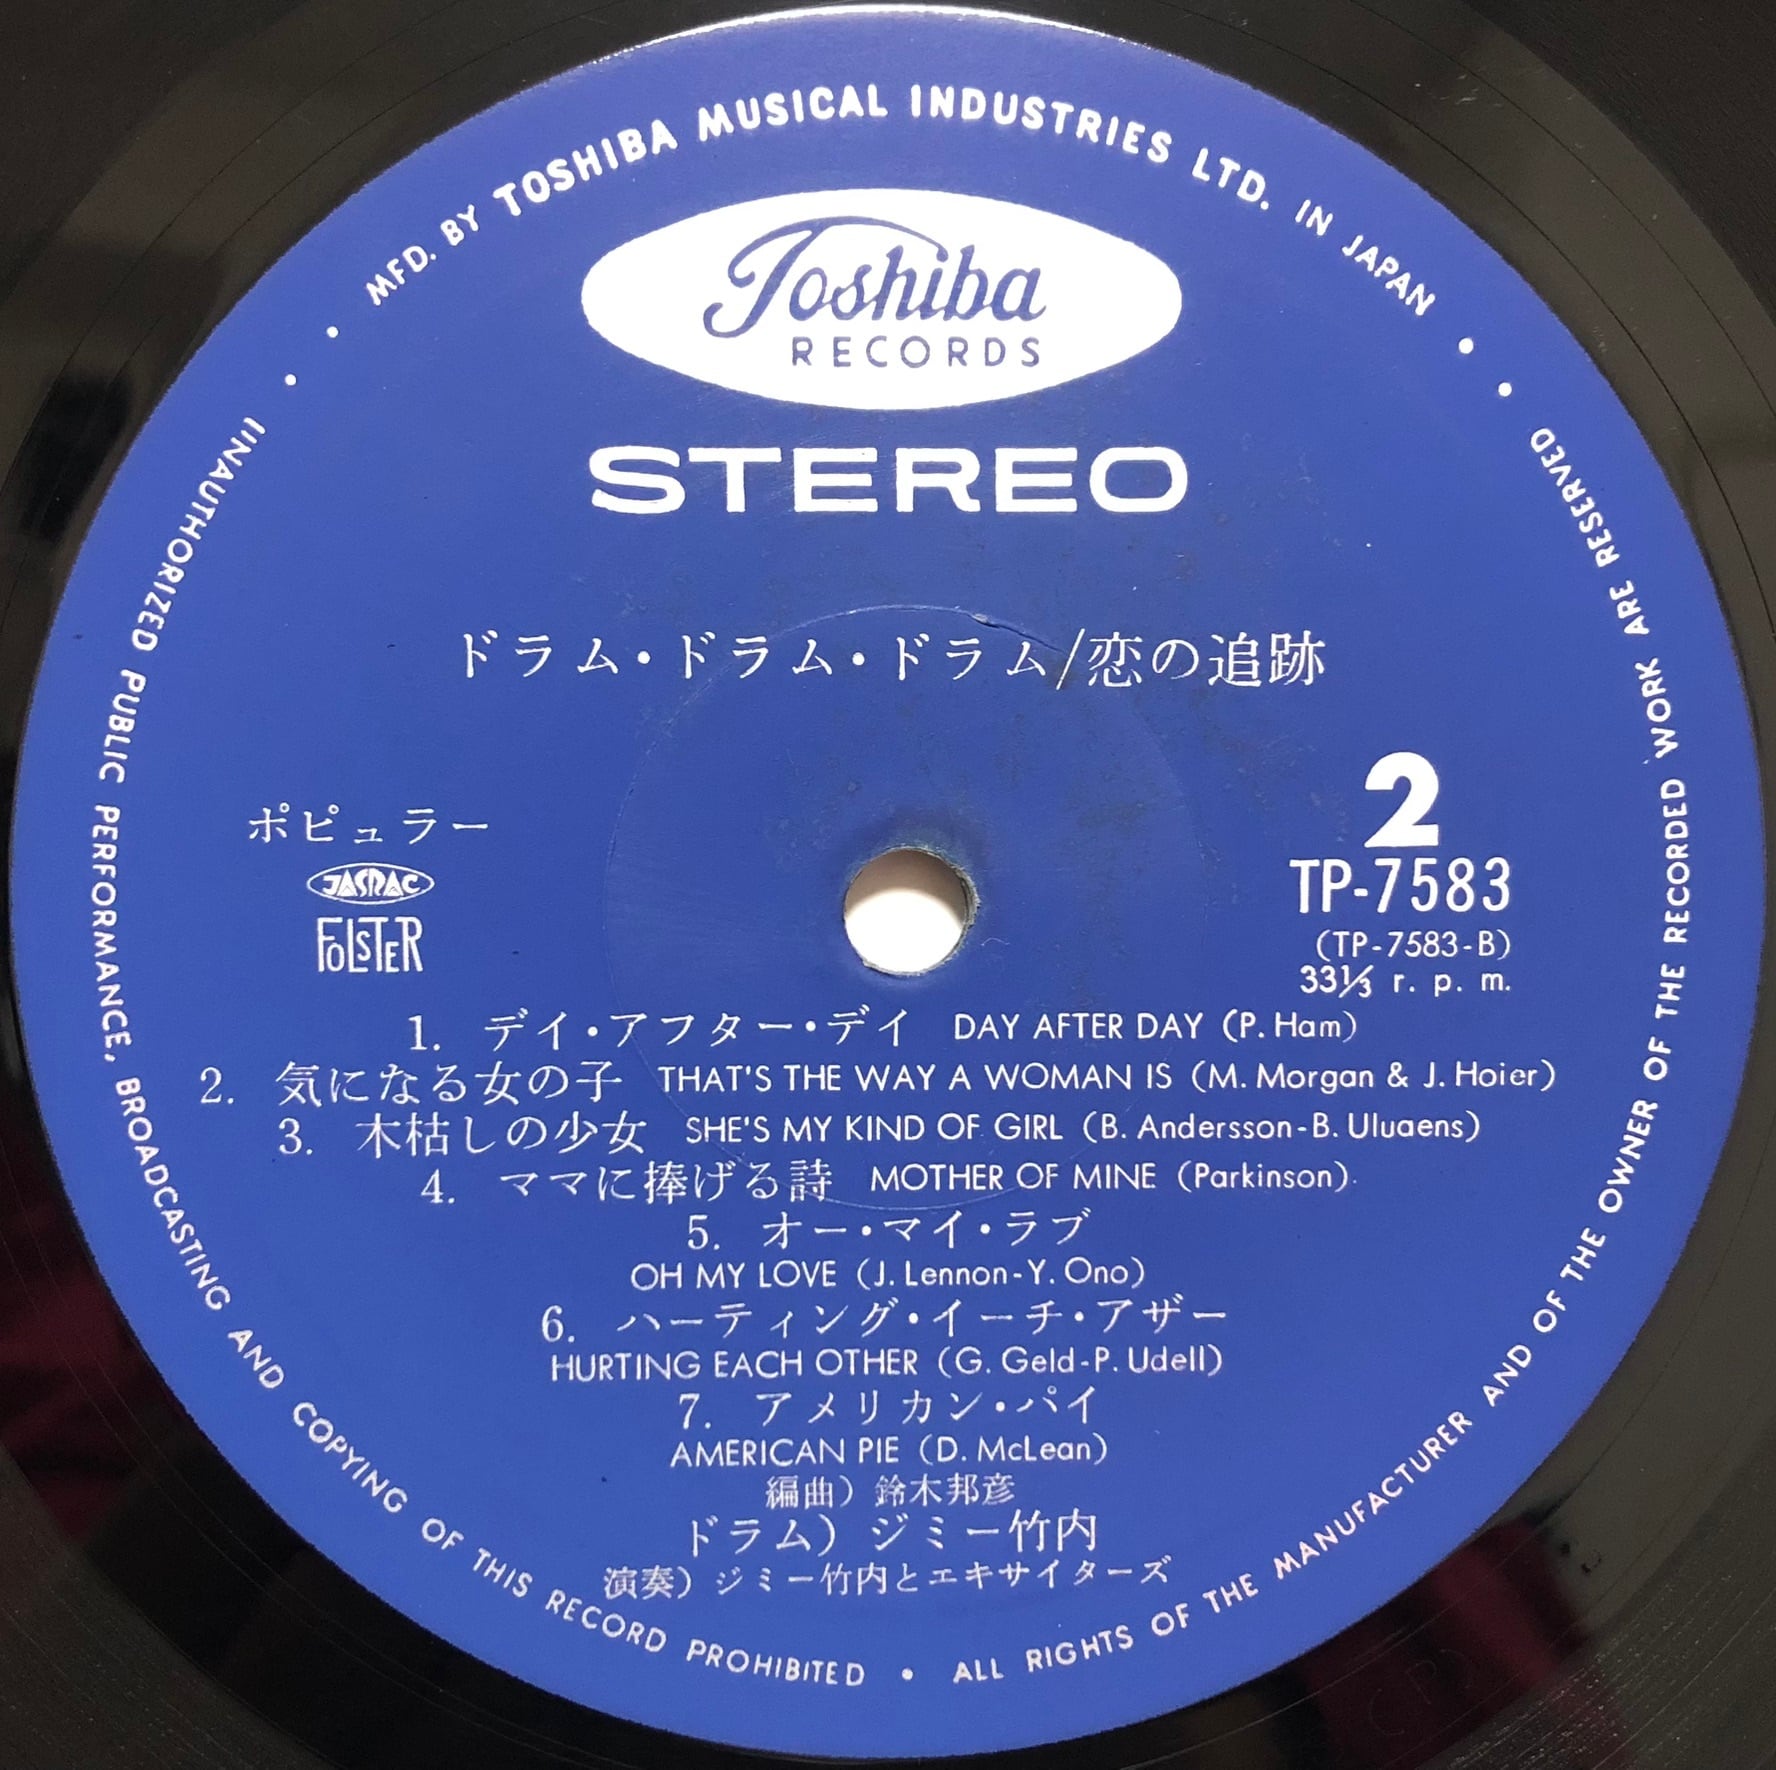 MFD. BY TOSHIBA MUSICAL INDUSTRIES LTD. IN JAPAN
Toshiba
RECORDS
STEREO
ドラム・ドラム・ドラム/恋の追跡
ポピュラー
JASRAC
FOLSTER
2
TP-7583
(TP-7583-B)
33⅓ r. p. m.
1. デイ・アフター・デイ DAY AFTER DAY (P. Ham)
2. 気になる女の子 THAT'S THE WAY A WOMAN IS (M. Morgan & J. Hoier)
3. 木枯しの少女 SHE'S MY KIND OF GIRL (B. Andersson-B. Uluaens)
4. ママに捧げる詩 MOTHER OF MINE (Parkinson)
5. オー・マイ・ラブ
OH MY LOVE (J. Lennon-Y. Ono)
6. ハーティング・イーチ・アザー
HURTING EACH OTHER (G. Geld-P. Udell)
7. アメリカン・パイ
AMERICAN PIE (D. McLean)
編曲) 鈴木邦彦
ドラム) ジミー竹内
演奏) ジミー竹内とエキサイターズ
UNAUTHORIZED PUBLIC PERFORMANCE, BROADCASTING AND COPYING OF THIS RECORD PROHIBITED • ALL RIGHTS OF THE MANUFACTURER AND OF THE OWNER OF THE RECORDED WORK ARE RESERVED